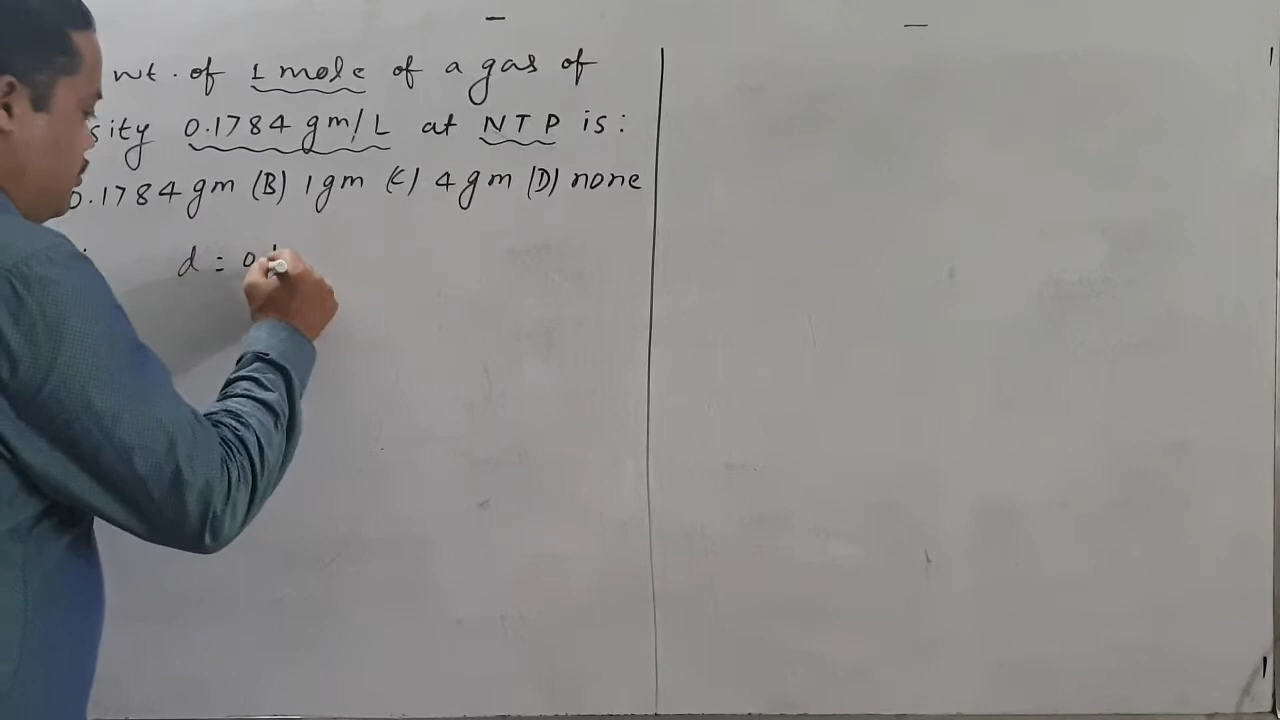 wt. of 1 mole of a gas of
sity 0.1784 gm/L at NTP is:
0.1784 gm (B) 1 gm (C) 4 gm (D) none
d = 0.1